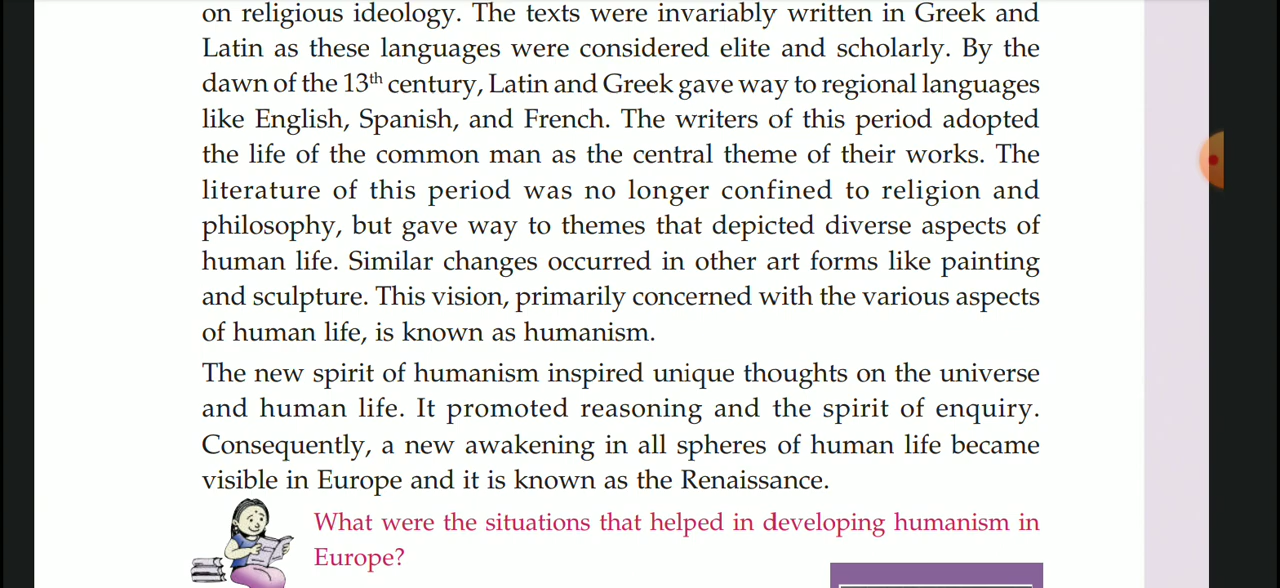 on religious ideology. The texts were invariably written in Greek and
Latin as these languages were considered elite and scholarly. By the
dawn of the 13th century, Latin and Greek gave way to regional languages
like English, Spanish, and French. The writers of this period adopted
the life of the common man as the central theme of their works. The
literature of this period was no longer confined to religion and
philosophy, but gave way to themes that depicted diverse aspects of
human life. Similar changes occurred in other art forms like painting
and sculpture. This vision, primarily concerned with the various aspects
of human life, is known as humanism.
The new spirit of humanism inspired unique thoughts on the universe
and human life. It promoted reasoning and the spirit of enquiry.
Consequently, a new awakening in all spheres of human life became
visible in Europe and it is known as the Renaissance.
What were the situations that helped in developing humanism in
Europe?